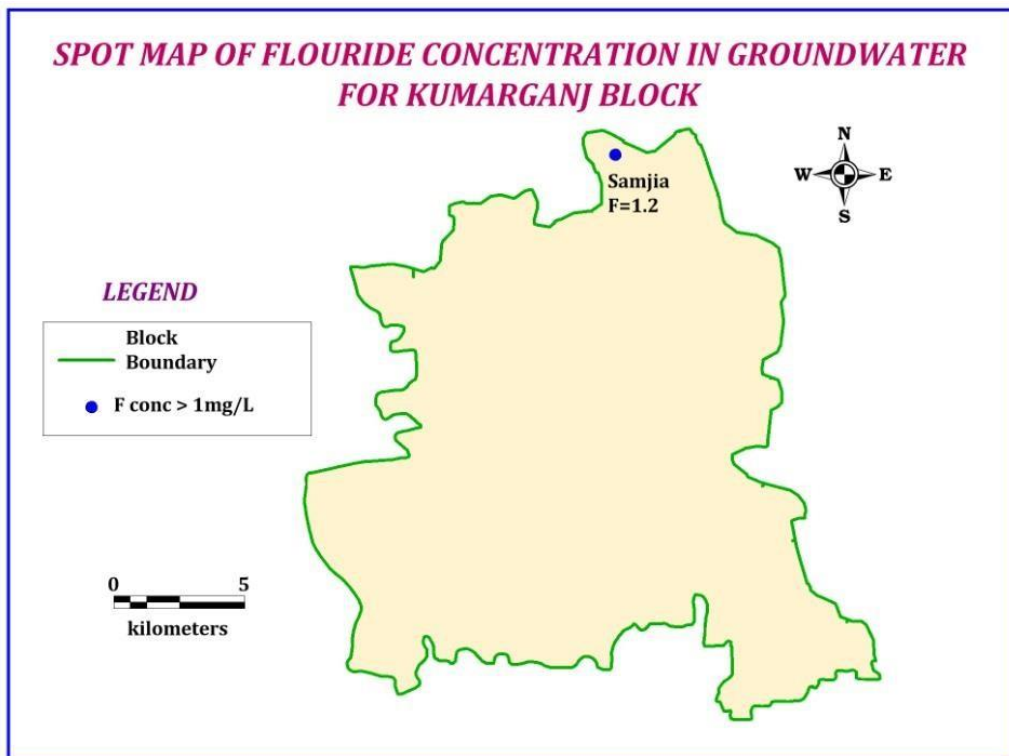 SPOT MAP OF FLOURIDE CONCENTRATION IN GROUNDWATER
FOR KUMARGANJ BLOCK
N
W E
S
Samjia
F=1.2
LEGEND
Block
Boundary
F conc > 1mg/L
0 5
kilometers